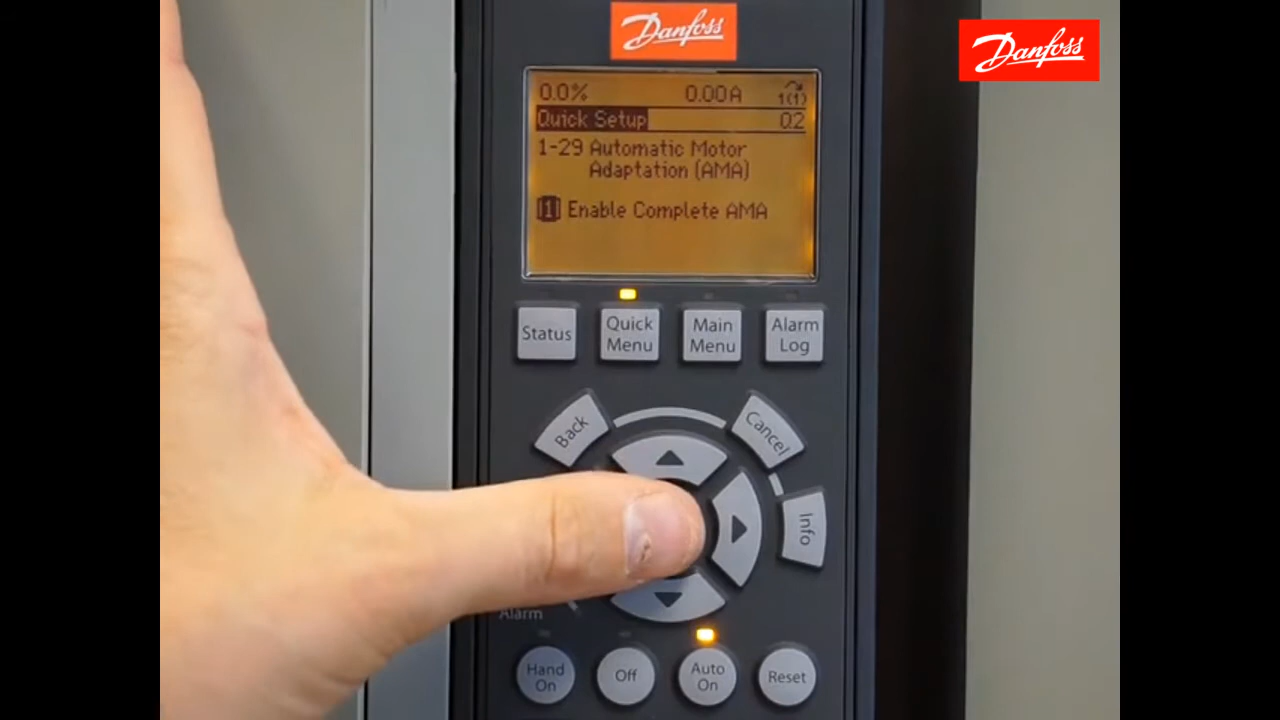 Danfoss
Danfoss
0.0% 0.00A 1(1)
Quick Setup 02
1-29 Automatic Motor
Adaptation (AMA)
[1] Enable Complete AMA
Status
Quick
Menu
Main
Menu
Alarm
Log
Back
Cancel
Info
Alarm
Hand
On
Off
Auto
On
Reset